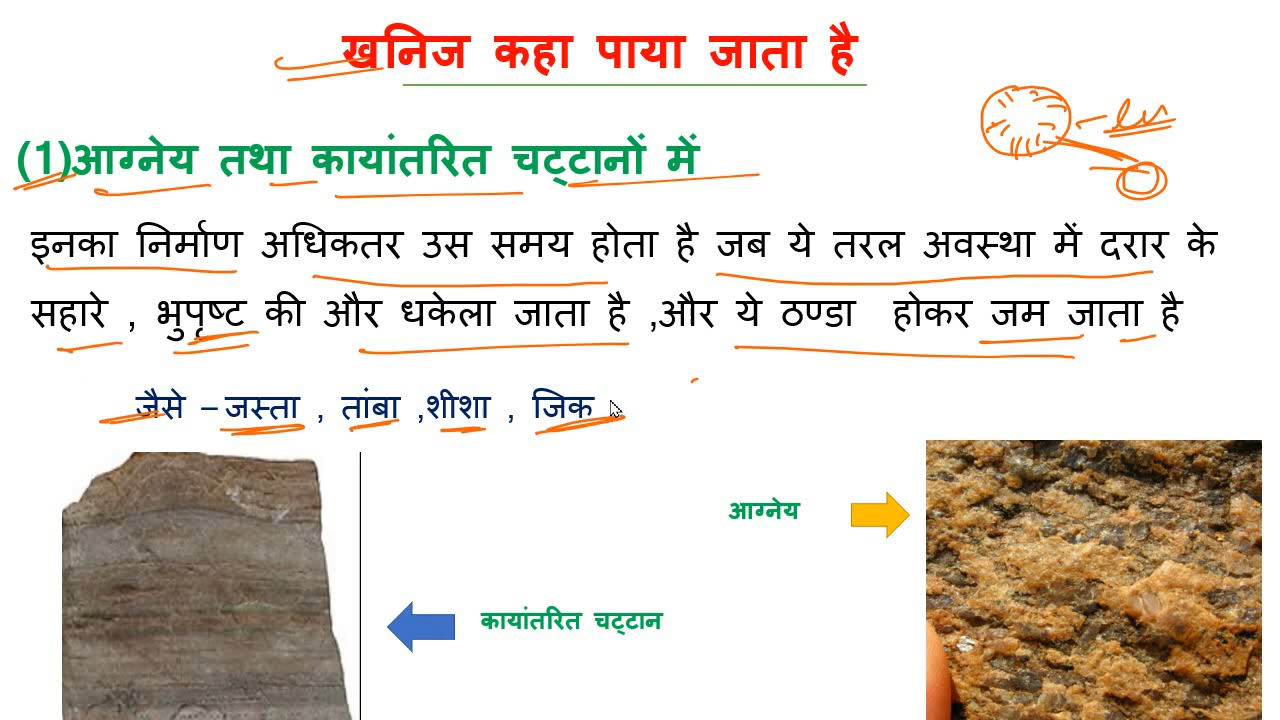 खनिज कहा पाया जाता है
(1)आग्नेय तथा कायांतरित चट्टानों में
इनका निर्माण अधिकतर उस समय होता है जब ये तरल अवस्था में दरार के
सहारे , भुपृष्ट की और धकेला जाता है ,और ये ठण्डा होकर जम जाता है
जैसे – जस्ता , तांबा ,शीशा , जिक
आग्नेय
कायांतरित चट्टान